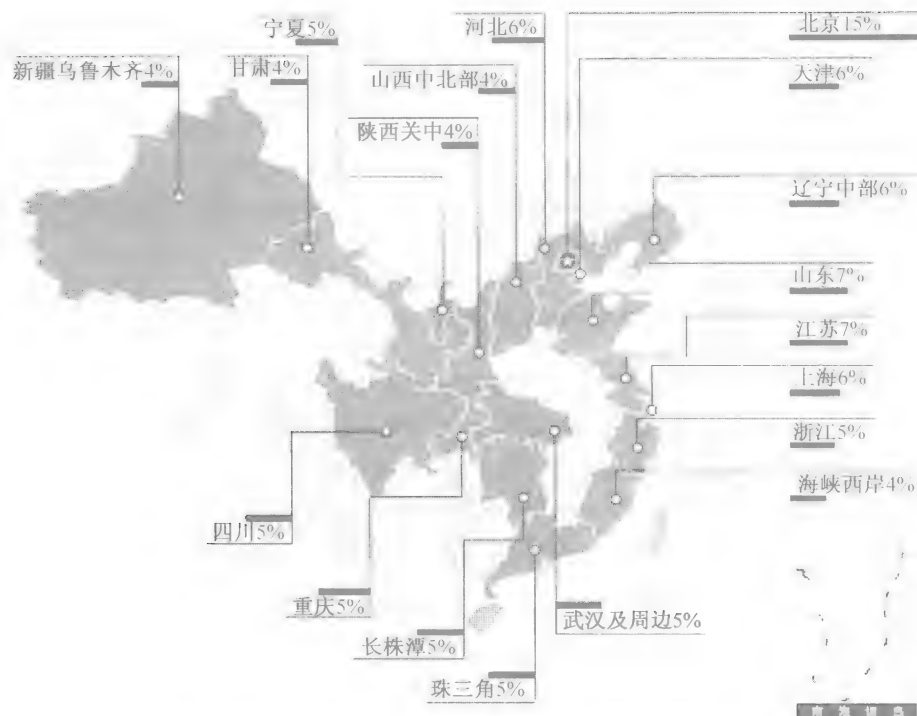 宁夏5%
河北6%
北京15%
新疆乌鲁木齐4%
甘肃4%
山西中北部4%
天津6%
陕西关中4%
辽宁中部6%
山东7%
江苏7%
上海6%
浙江5%
海峡西岸4%
四川5%
重庆5%
武汉及周边5%
长株潭5%
珠三角5%
南海诸岛